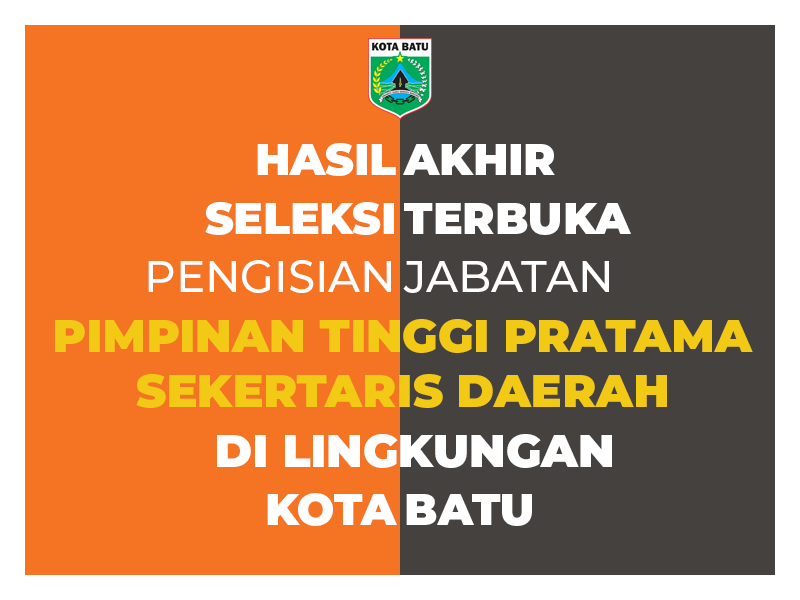 KOTA BATU
HASIL AKHIR
SELEKSI TERBUKA
PENGISIAN JABATAN
PIMPINAN TINGGI PRATAMA
SEKERTARIS DAERAH
DI LINGKUNGAN
KOTA BATU